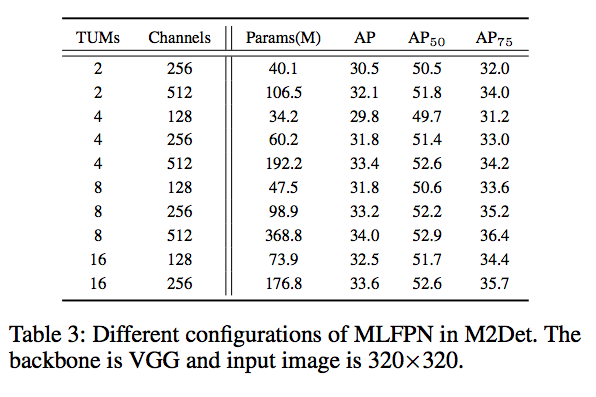 TUMs Channels Params(M) AP AP50 AP75
2 256 40.1 30.5 50.5 32.0
2 512 106.5 32.1 51.8 34.0
4 128 34.2 29.8 49.7 31.2
4 256 60.2 31.8 51.4 33.0
4 512 192.2 33.4 52.6 34.2
8 128 47.5 31.8 50.6 33.6
8 256 98.9 33.2 52.2 35.2
8 512 368.8 34.0 52.9 36.4
16 128 73.9 32.5 51.7 34.4
16 256 176.8 33.6 52.6 35.7
Table 3: Different configurations of MLFPN in M2Det. The
backbone is VGG and input image is 320×320.